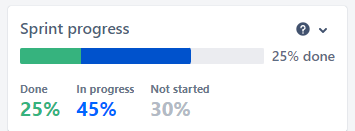 Sprint progress
25% done
Done In progress Not started
25% 45% 30%